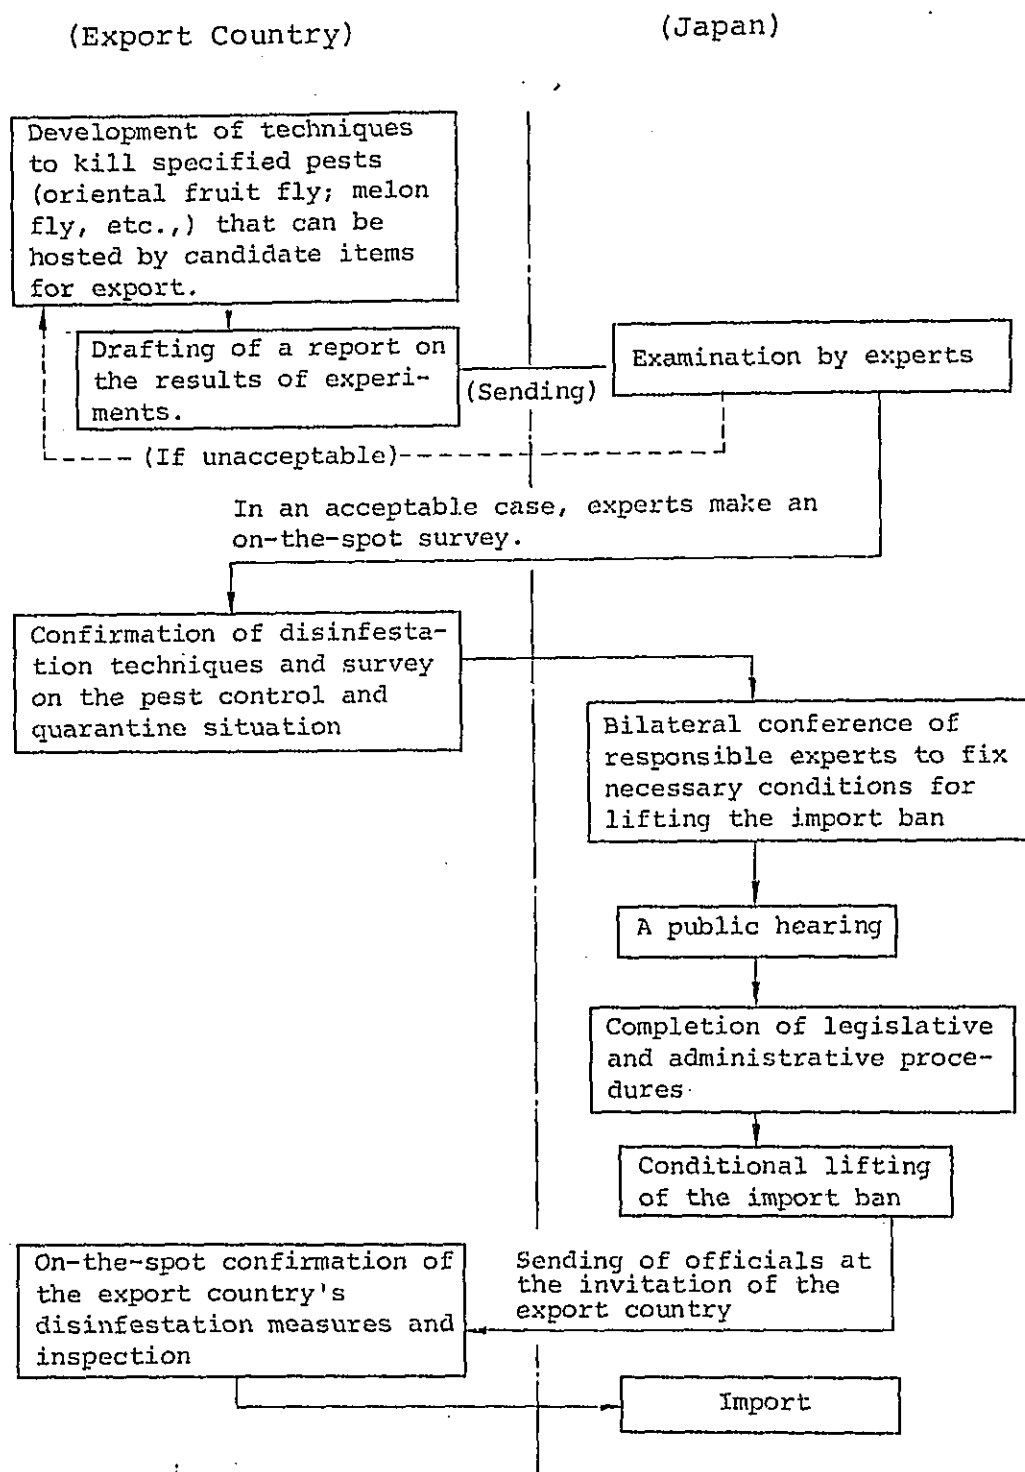 (Export Country)
(Japan)
Development of techniques
to kill specified pests
(oriental fruit fly; melon
fly, etc.,) that can be
hosted by candidate items
for export.
Drafting of a report on
the results of experi-
ments.
(Sending)
Examination by experts
(If unacceptable)
In an acceptable case, experts make an
on-the-spot survey.
Confirmation of disinfesta-
tion techniques and survey
on the pest control and
quarantine situation
Bilateral conference of
responsible experts to fix
necessary conditions for
lifting the import ban
A public hearing
Completion of legislative
and administrative proce-
dures
Conditional lifting
of the import ban
Sending of officials at
the invitation of the
export country
On-the-spot confirmation of
the export country's
disinfestation measures and
inspection
Import